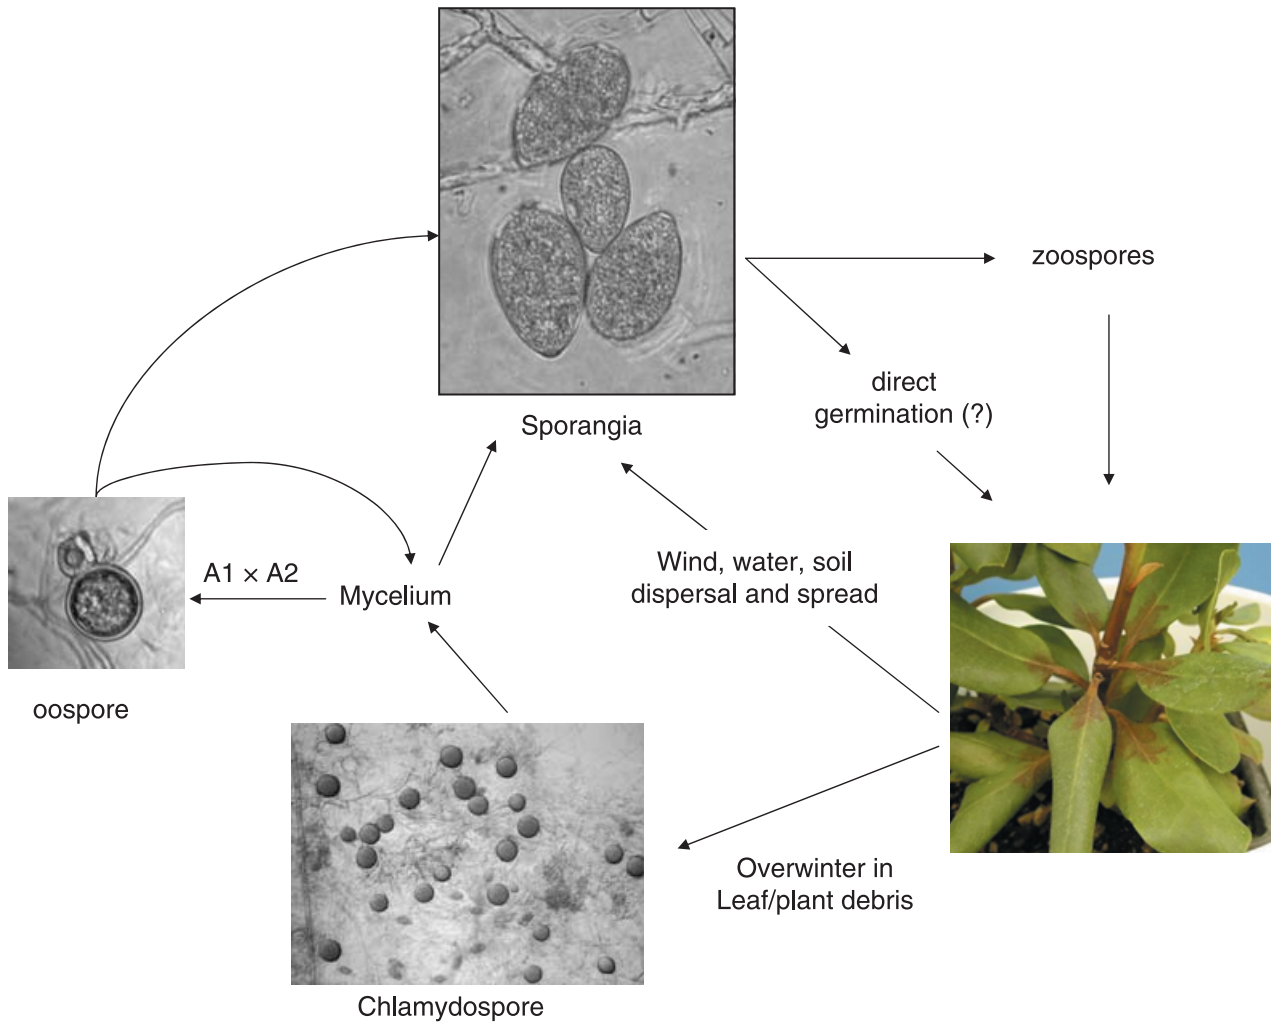 zoospores
direct
germination (?)
Sporangia
Wind, water, soil
dispersal and spread
A1 × A2
Mycelium
oospore
Overwinter in
Leaf/plant debris
Chlamydospore